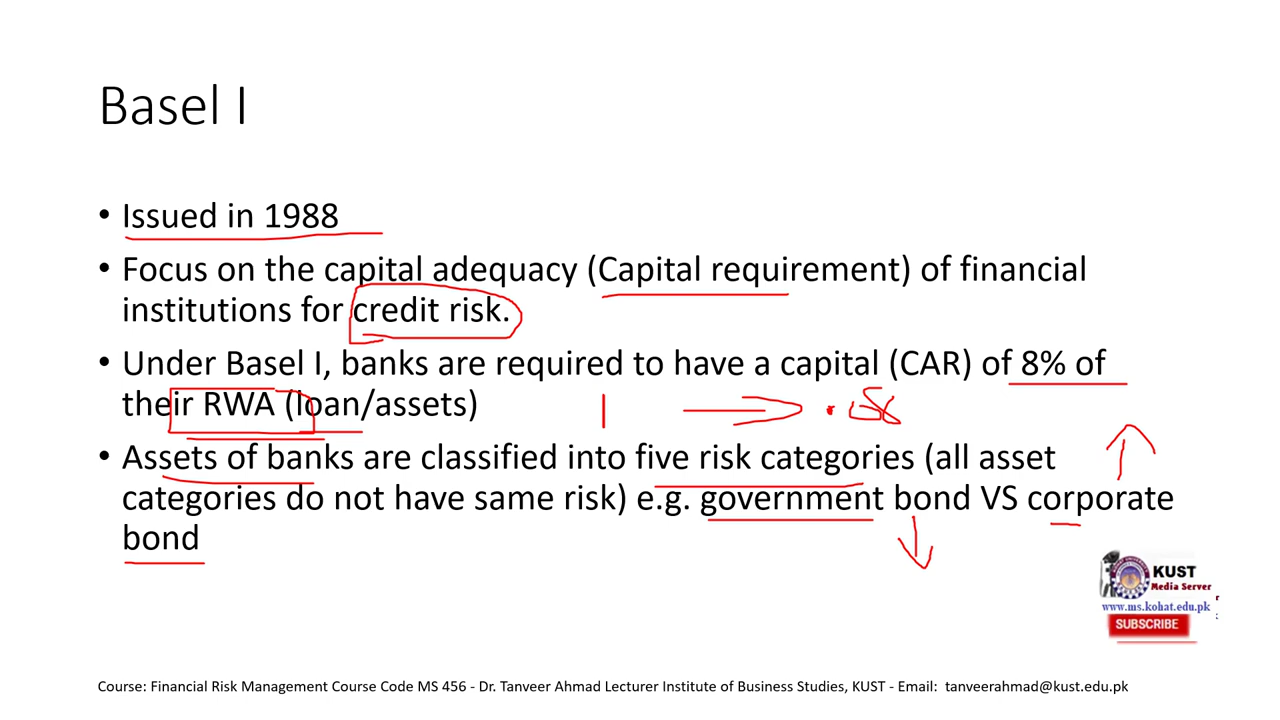 Basel I
• Issued in 1988
• Focus on the capital adequacy (Capital requirement) of financial
institutions for credit risk.
• Under Basel I, banks are required to have a capital (CAR) of 8% of
their RWA (loan/assets)
• Assets of banks are classified into five risk categories (all asset
categories do not have same risk) e.g. government bond VS corporate
bond
KUST
Media Server
www.ms.kohat.edu.pk
SUBSCRIBE
Course: Financial Risk Management Course Code MS 456 - Dr. Tanveer Ahmad Lecturer Institute of Business Studies, KUST - Email: tanveerahmad@kust.edu.pk